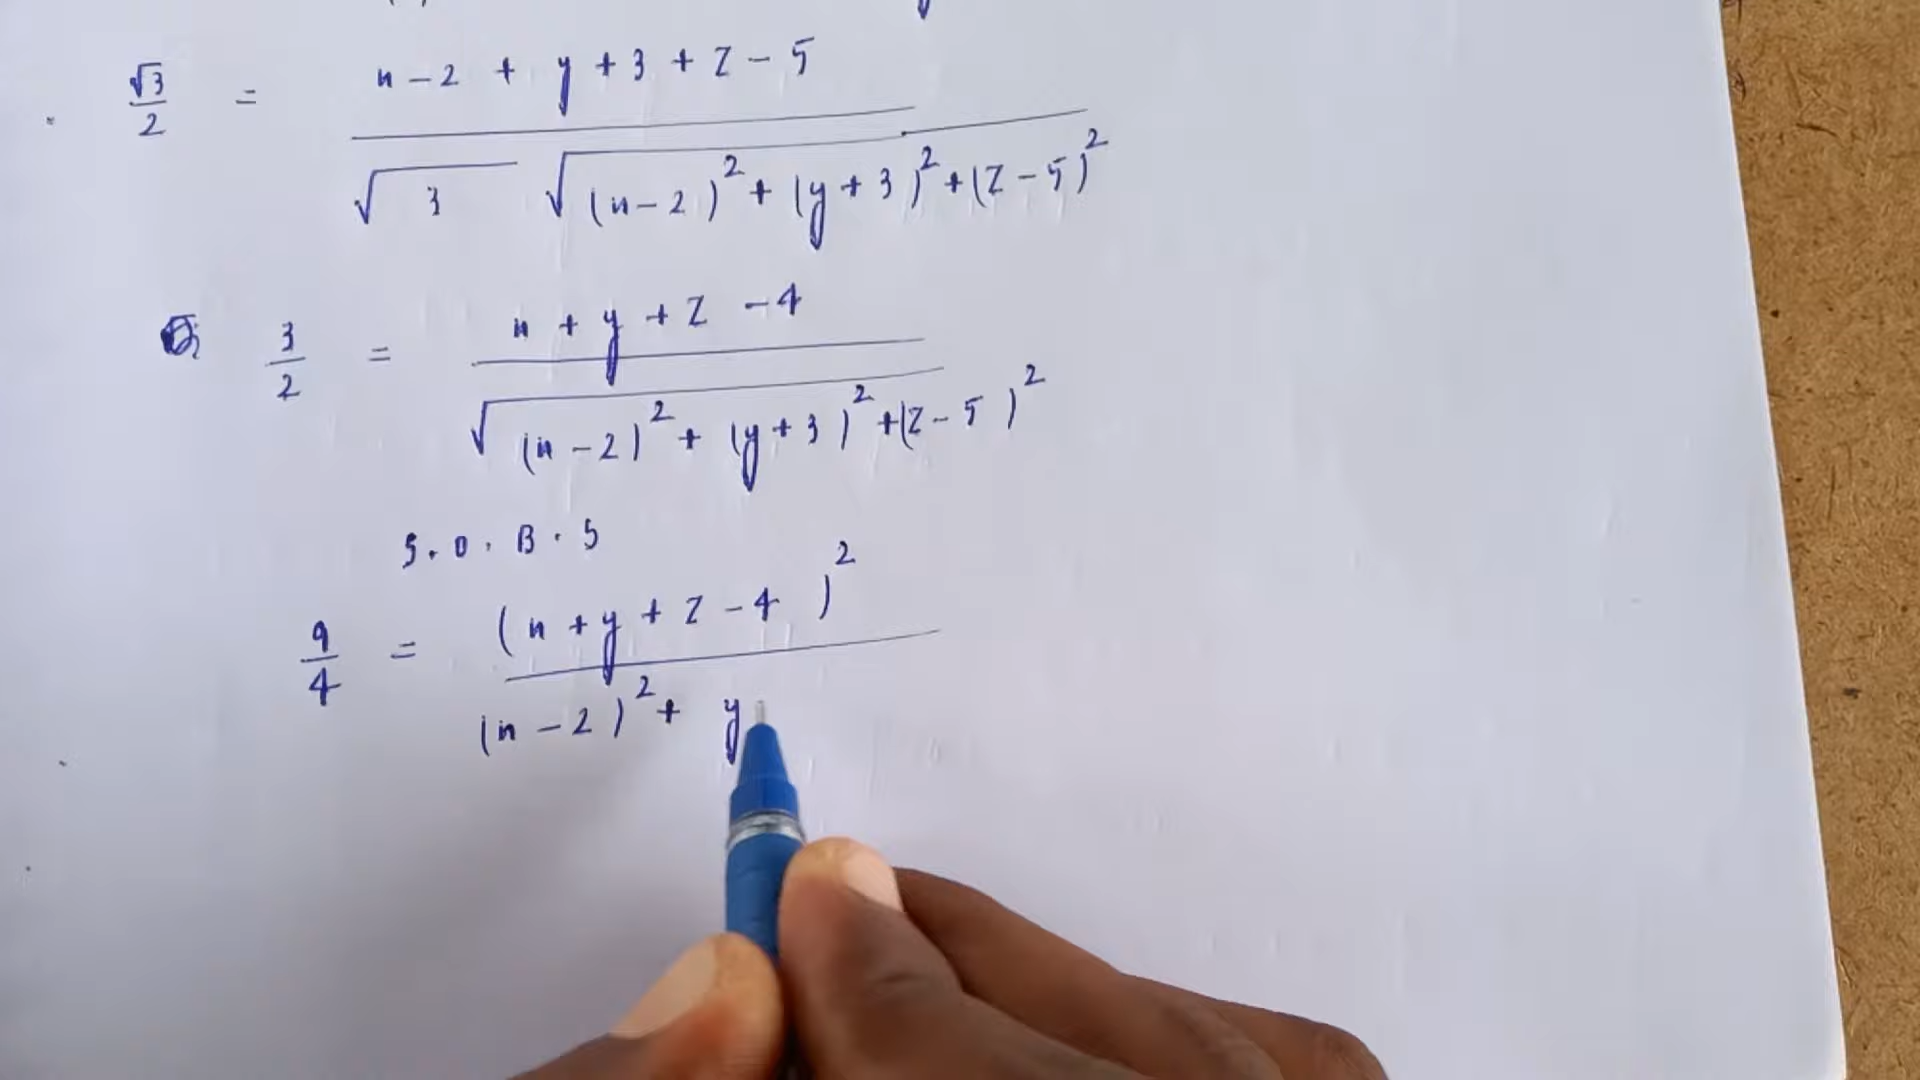 √3/2 = (x-2 + y+3 + z-5) / (√3 √((x-2)² + (y+3)² + (z-5)²))
3/2 = (x + y + z -4) / √((x-2)² + (y+3)² + (z-5)²)
S.O.B.S
9/4 = (x+y+z-4)² / (x-2)² + y